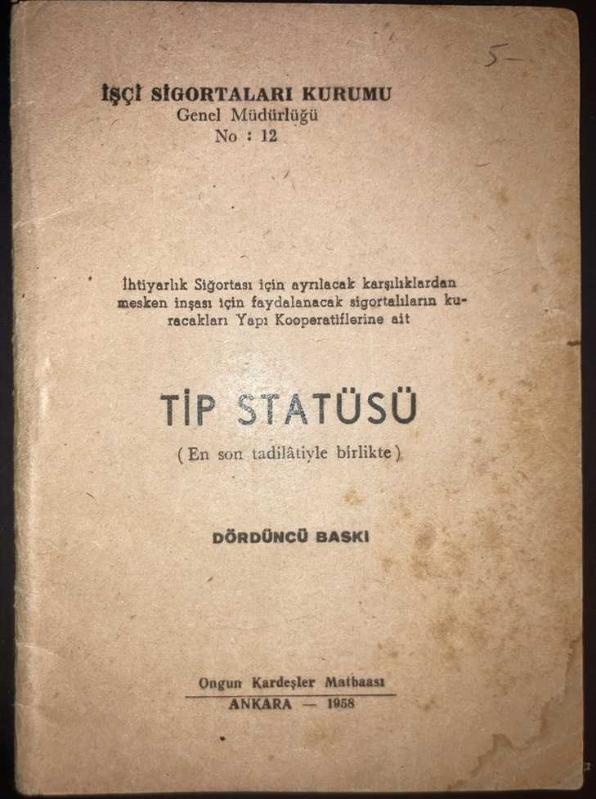 5-
İŞÇİ SİGORTALARI KURUMU
Genel Müdürlüğü
No : 12
İhtiyarlık Siğortası için ayrılacak karşılıklardan
mesken inşası için faydalanacak sigortalıların ku-
racakları Yapı Kooperatiflerine ait
TİP STATÜSÜ
( En son tadilâtiyle birlikte )
DÖRDÜNCÜ BASKI
Ongun Kardeşler Matbaası
ANKARA — 1958